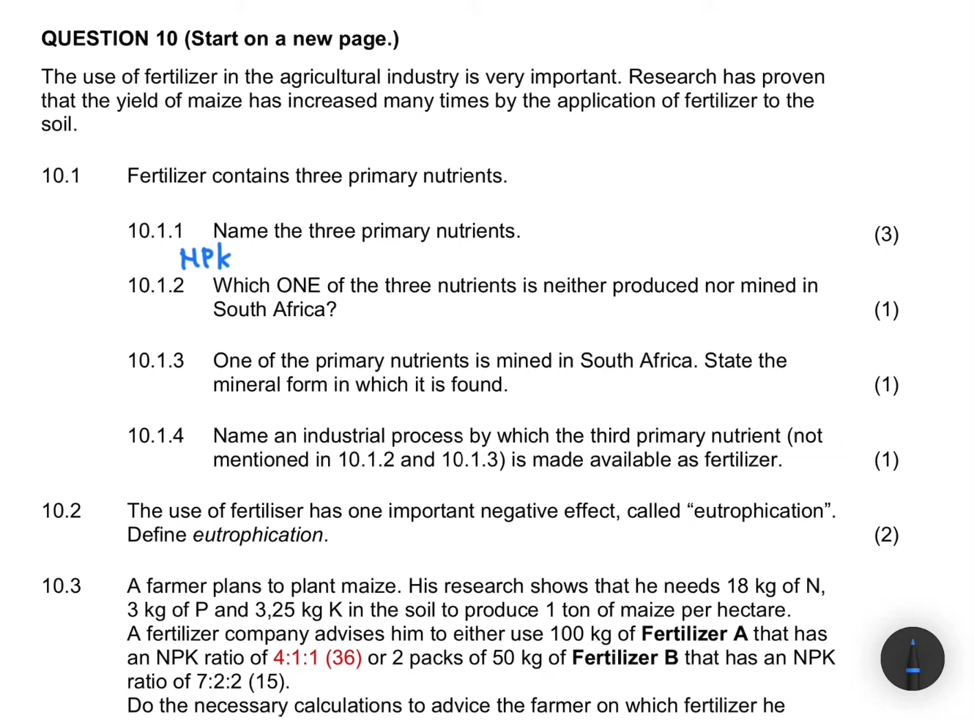 QUESTION 10 (Start on a new page.)
The use of fertilizer in the agricultural industry is very important. Research has proven
that the yield of maize has increased many times by the application of fertilizer to the
soil.
10.1 Fertilizer contains three primary nutrients.
10.1.1 Name the three primary nutrients. (3)
NPK
10.1.2 Which ONE of the three nutrients is neither produced nor mined in
South Africa? (1)
10.1.3 One of the primary nutrients is mined in South Africa. State the
mineral form in which it is found. (1)
10.1.4 Name an industrial process by which the third primary nutrient (not
mentioned in 10.1.2 and 10.1.3) is made available as fertilizer. (1)
10.2 The use of fertiliser has one important negative effect, called “eutrophication”.
Define eutrophication. (2)
10.3 A farmer plans to plant maize. His research shows that he needs 18 kg of N,
3 kg of P and 3,25 kg K in the soil to produce 1 ton of maize per hectare.
A fertilizer company advises him to either use 100 kg of Fertilizer A that has
an NPK ratio of 4:1:1 (36) or 2 packs of 50 kg of Fertilizer B that has an NPK
ratio of 7:2:2 (15).
Do the necessary calculations to advice the farmer on which fertilizer he